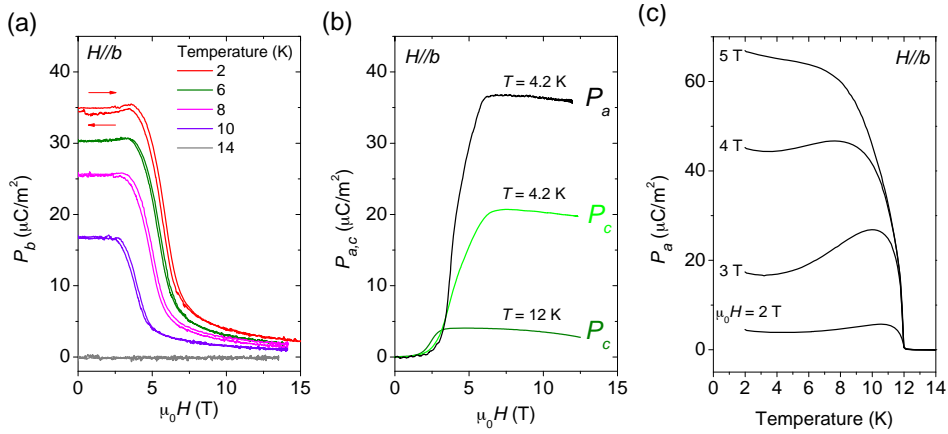 (a)
H//b
Temperature (K)
2
6
8
10
14
40
30
20
10
0
P_b (μC/m²)
0 5 10 15
μ₀H (T)
(b)
H//b
T = 4.2 K
P_a
T = 4.2 K
P_c
T = 12 K
P_c
40
30
20
10
0
P_a,c (μC/m²)
0 5 10 15
μ₀H (T)
(c)
H//b
5 T
4 T
3 T
μ₀H = 2 T
60
40
20
0
P_a (μC/m²)
0 2 4 6 8 10 12 14
Temperature (K)